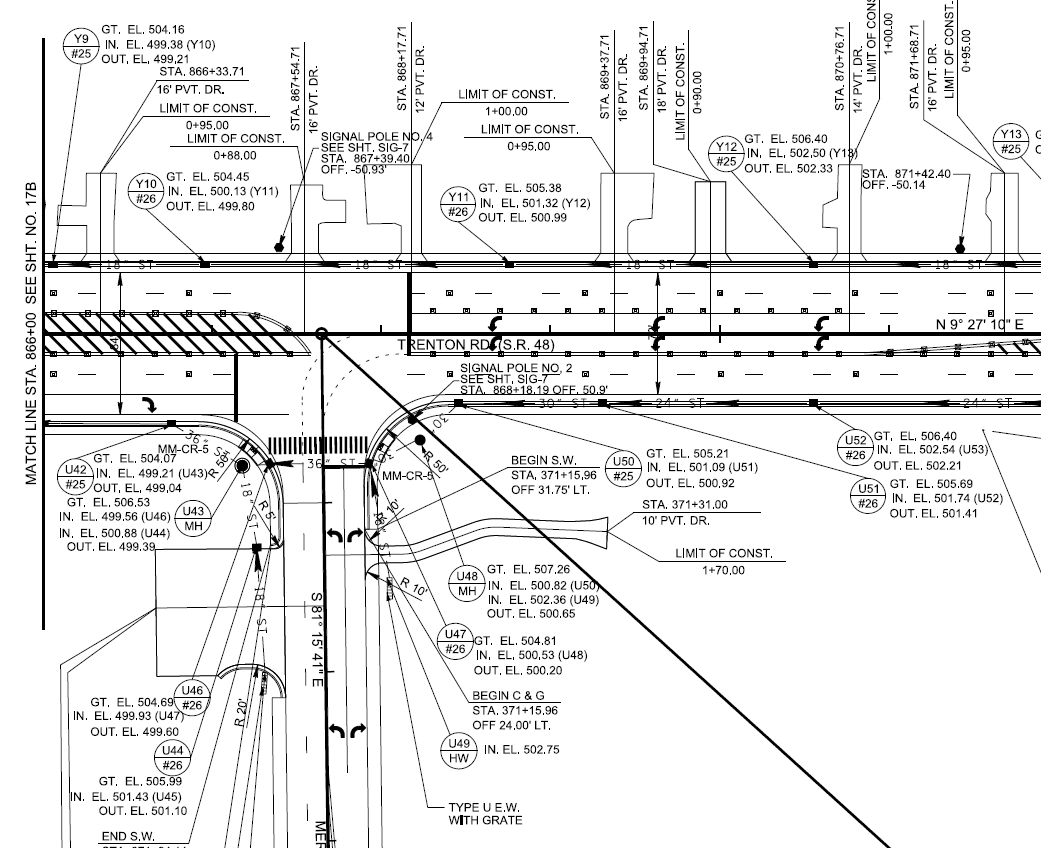 GT. EL. 504.16
Y9
#25
IN. EL. 499.38 (Y10)
OUT. EL. 499.21
STA. 866+33.71
16' PVT. DR.
LIMIT OF CONST.
0+95.00
LIMIT OF CONST.
0+88.00
STA. 867+54.71
16' PVT. DR.
SIGNAL POLE NO. 4
SEE SHT. SIG-7
STA. 867+39.40
OFF. -50.93'
STA. 868+17.71
12' PVT. DR.
LIMIT OF CONST.
1+00.00
LIMIT OF CONST.
0+95.00
STA. 869+37.71
16' PVT. DR.
STA. 869+94.71
18' PVT. DR.
LIMIT OF CONST.
0+90.00
STA. 870+76.71
14' PVT. DR.
LIMIT OF CONS
1+00.00
STA. 871+68.71
16' PVT. DR.
LIMIT OF CONST.
0+95.00
Y10
#26
GT. EL. 504.45
IN. EL. 500.13 (Y11)
OUT. EL. 499.80
Y11
#26
GT. EL. 505.38
IN. EL. 501.32 (Y12)
OUT. EL. 500.99
Y12
#25
GT. EL. 506.40
IN. EL. 502.50 (Y13)
OUT. EL. 502.33
Y13
#25
STA. 871+42.40
OFF. -50.14
MATCH LINE STA. 866+00 SEE SHT. NO. 17B
18" ST
18" ST
18" ST
18" ST
N 9° 27' 10" E
TRENTON RD. (S.R. 48)
SIGNAL POLE NO. 2
SEE SHT. SIG-7
STA. 868+18.19 OFF. 50.9'
30" ST
24" ST
24" ST
36" ST
MM-CR-5
R 50'
36" ST
30
R 50'
MM-CR-5
U42
#25
GT. EL. 504.07
IN. EL. 499.21 (U43)
OUT. EL. 499.04
U43
MH
GT. EL. 506.53
IN. EL. 499.56 (U46)
IN. EL. 500.88 (U44)
OUT. EL. 499.39
18" ST
R 5'
18" ST
R 10'
R 10'
BEGIN S.W.
STA. 371+15.96
OFF 31.75' LT.
U50
#25
GT. EL. 505.21
IN. EL. 501.09 (U51)
OUT. EL. 500.92
U52
#26
GT. EL. 506.40
IN. EL. 502.54 (U53)
OUT. EL. 502.21
U51
#26
GT. EL. 505.69
IN. EL. 501.74 (U52)
OUT. EL. 501.41
STA. 371+31.00
10' PVT. DR.
LIMIT OF CONST.
1+70.00
U48
MH
GT. EL. 507.26
IN. EL. 500.82 (U50)
IN. EL. 502.36 (U49)
OUT. EL. 500.65
U47
#26
GT. EL. 504.81
IN. EL. 500.53 (U48)
OUT. EL. 500.20
S 81° 15' 41" E
BEGIN C & G
STA. 371+15.96
OFF 24.00' LT.
U49
HW
IN. EL. 502.75
TYPE U E.W.
WITH GRATE
U46
#26
GT. EL. 504.69
IN. EL. 499.93 (U47)
OUT. EL. 499.60
R 20'
U44
#26
GT. EL. 505.99
IN. EL. 501.43 (U45)
OUT. EL. 501.10
END S.W.
MER